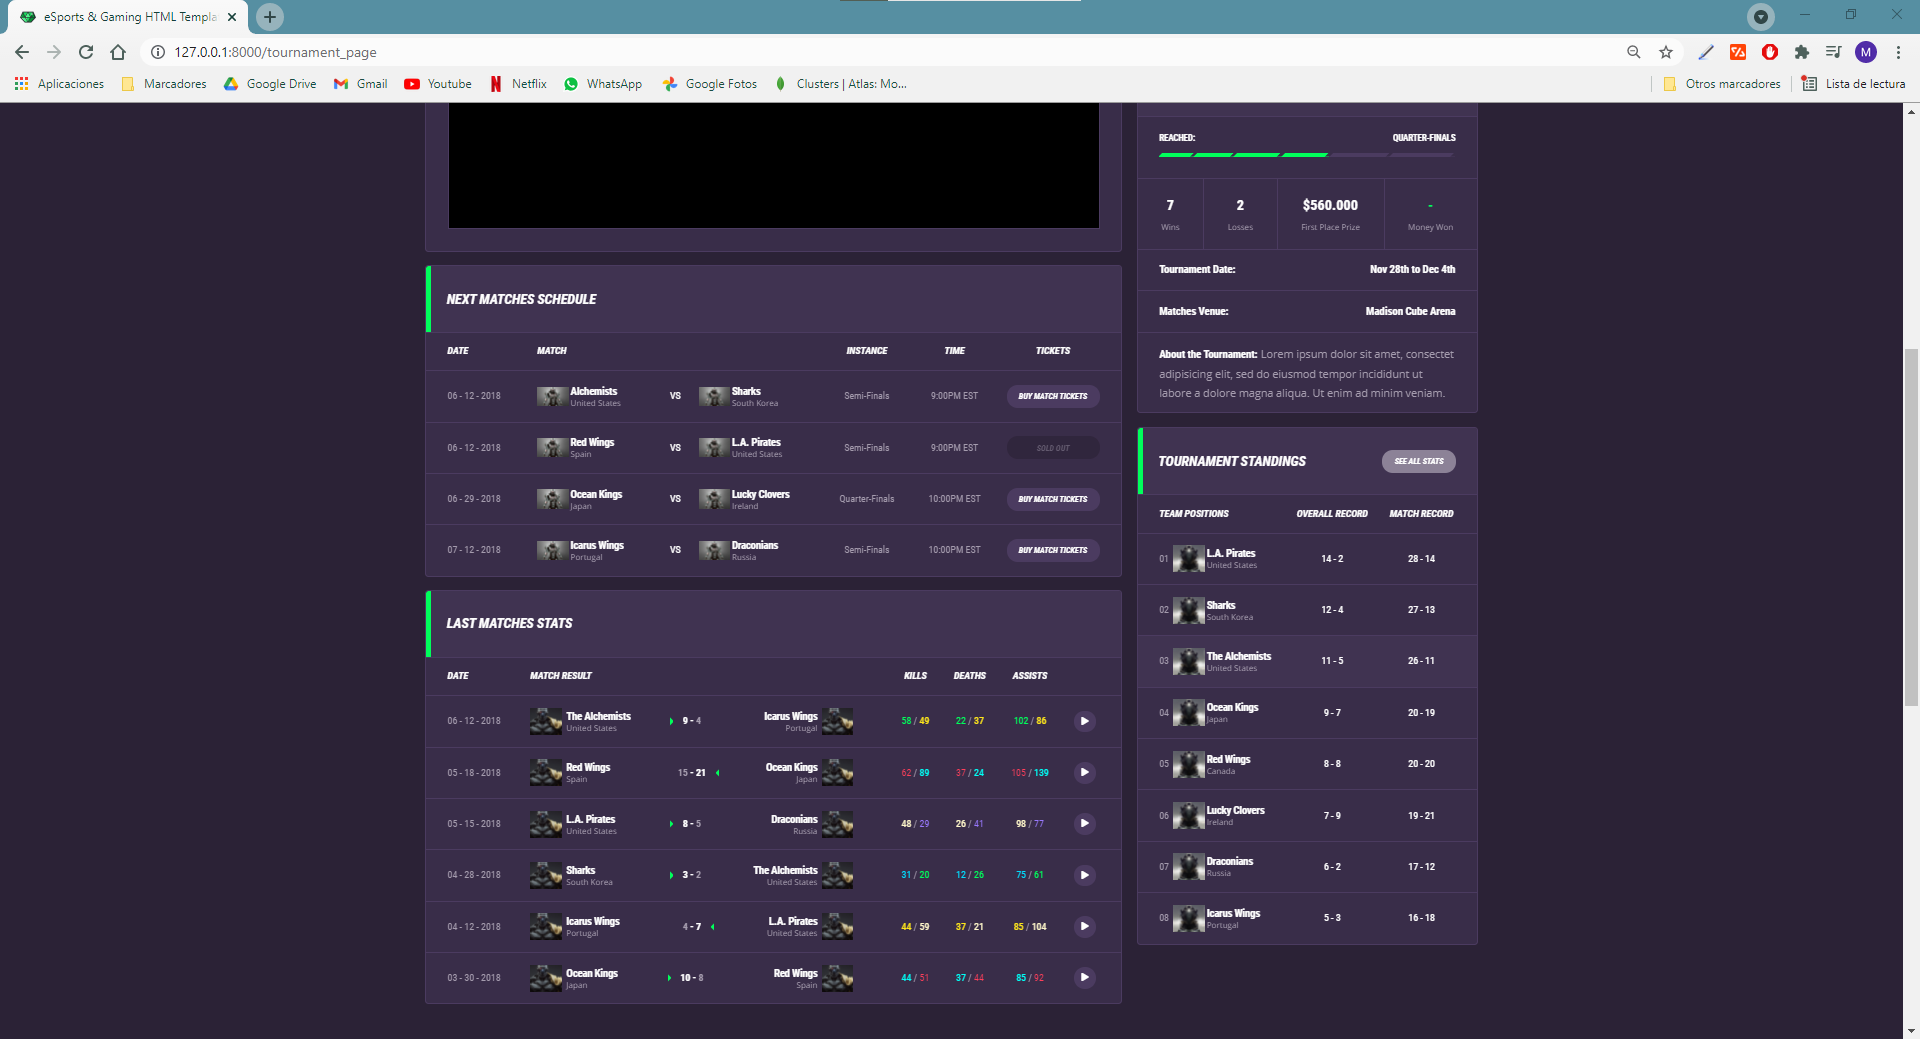 eSports & Gaming HTML Templa
127.0.0.1:8000/tournament_page
M
Aplicaciones
Marcadores
Google Drive
Gmail
Youtube
Netflix
WhatsApp
Google Fotos
Clusters | Atlas: Mo...
Otros marcadores
Lista de lectura
REACHED: QUARTER-FINALS
7 2 $560.000 -
Wins Losses First Place Prize Money Won
Tournament Date: Nov 28th to Dec 4th
Matches Venue: Madison Cube Arena
About the Tournament: Lorem ipsum dolor sit amet, consectet
adipisicing elit, sed do eiusmod tempor incididunt ut
labore a dolore magna aliqua. Ut enim ad minim veniam.
NEXT MATCHES SCHEDULE
DATE MATCH INSTANCE TIME TICKETS
06 - 12 - 2018 Alchemists VS Sharks Semi-Finals 9:00PM EST BUY MATCH TICKETS
United States South Korea
06 - 12 - 2018 Red Wings VS L.A. Pirates Semi-Finals 9:00PM EST SOLD OUT
Spain United States
06 - 29 - 2018 Ocean Kings VS Lucky Clovers Quarter-Finals 10:00PM EST BUY MATCH TICKETS
Japan Ireland
07 - 12 - 2018 Icarus Wings VS Draconians Semi-Finals 10:00PM EST BUY MATCH TICKETS
Portugal Russia
LAST MATCHES STATS
DATE MATCH RESULT KILLS DEATHS ASSISTS
06 - 12 - 2018 The Alchemists 9 - 4 Icarus Wings 58 / 49 22 / 37 102 / 86
United States Portugal
05 - 18 - 2018 Red Wings 15 - 21 Ocean Kings 62 / 89 37 / 24 105 / 139
Spain Japan
05 - 15 - 2018 L.A. Pirates 8 - 5 Draconians 48 / 29 26 / 41 98 / 77
United States Russia
04 - 28 - 2018 Sharks 3 - 2 The Alchemists 31 / 20 12 / 26 75 / 61
South Korea United States
04 - 12 - 2018 Icarus Wings 4 - 7 L.A. Pirates 44 / 59 37 / 21 85 / 104
Portugal United States
03 - 30 - 2018 Ocean Kings 10 - 8 Red Wings 44 / 51 37 / 44 85 / 92
Japan Spain
TOURNAMENT STANDINGS SEE ALL STATS
TEAM POSITIONS OVERALL RECORD MATCH RECORD
01 L.A. Pirates 14 - 2 28 - 14
United States
02 Sharks 12 - 4 27 - 13
South Korea
03 The Alchemists 11 - 5 26 - 11
United States
04 Ocean Kings 9 - 7 20 - 19
Japan
05 Red Wings 8 - 8 20 - 20
Canada
06 Lucky Clovers 7 - 9 19 - 21
Ireland
07 Draconians 6 - 2 17 - 12
Russia
08 Icarus Wings 5 - 3 16 - 18
Portugal